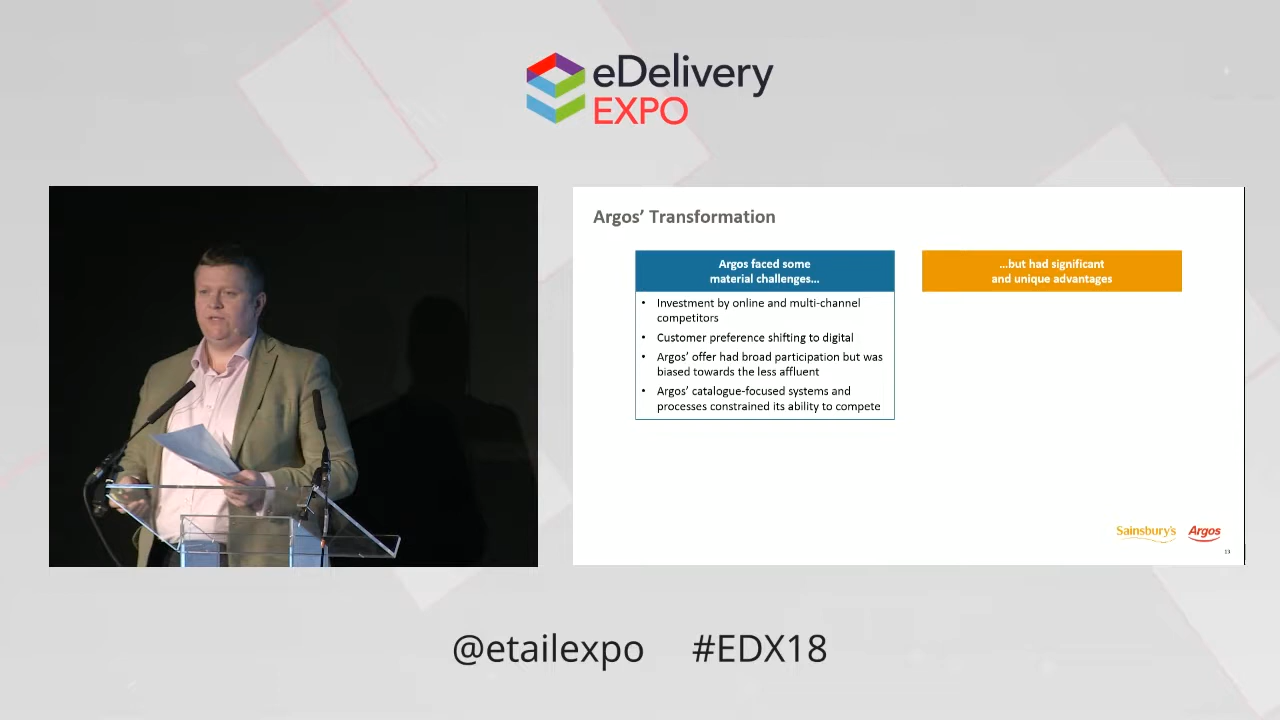 eDelivery
EXPO
Argos’ Transformation
Argos faced some
material challenges…
• Investment by online and multi-channel
competitors
• Customer preference shifting to digital
• Argos’ offer had broad participation but was
biased towards the less affluent
• Argos’ catalogue-focused systems and
processes constrained its ability to compete
…but had significant
and unique advantages
Sainsbury's Argos
13
@etailexpo #EDX18